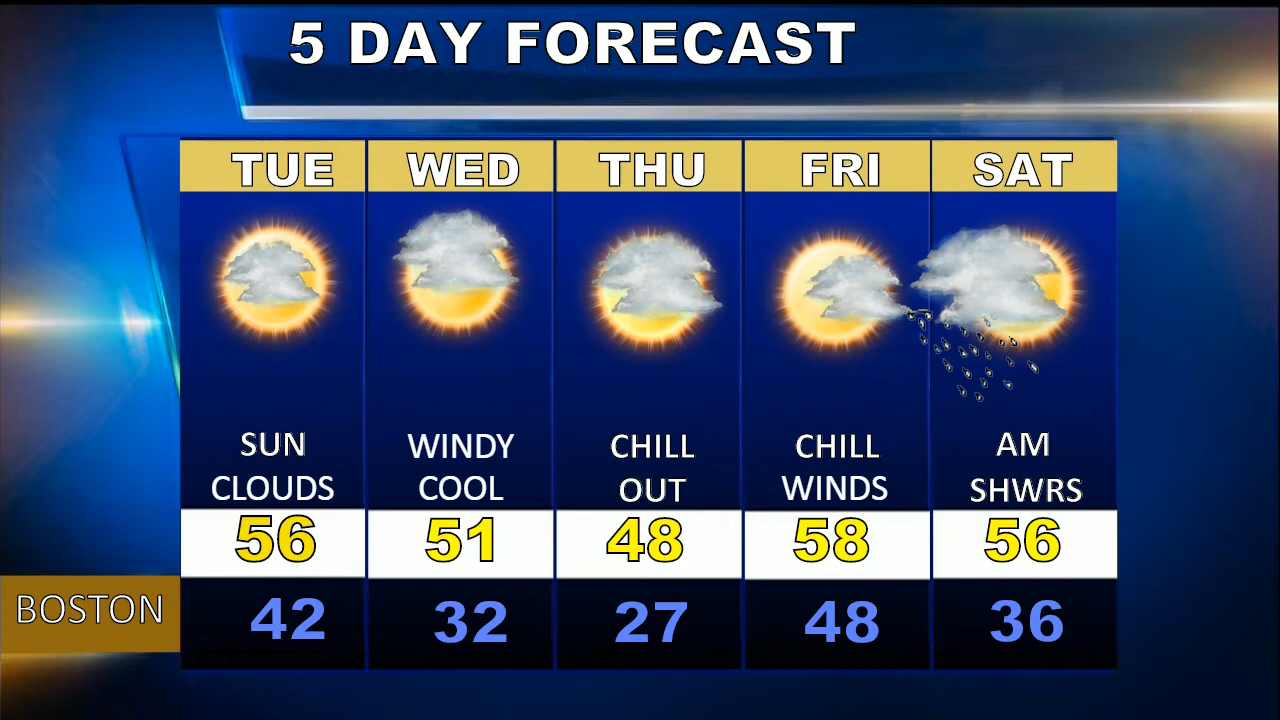 5 DAY FORECAST
TUE WED THU FRI SAT
SUN WINDY CHILL CHILL AM
CLOUDS COOL OUT WINDS SHWRS
56 51 48 58 56
BOSTON 42 32 27 48 36